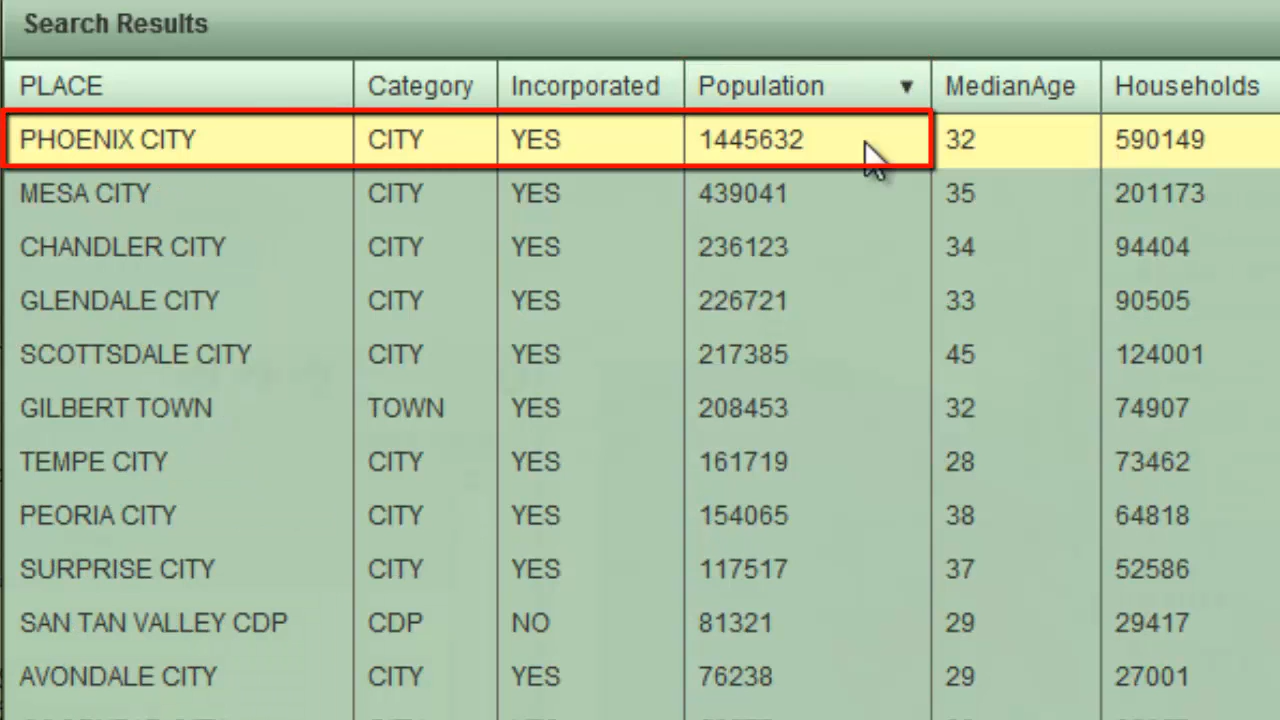 Search Results
PLACE Category Incorporated Population ▼ MedianAge Households
PHOENIX CITY CITY YES 1445632 32 590149
MESA CITY CITY YES 439041 35 201173
CHANDLER CITY CITY YES 236123 34 94404
GLENDALE CITY CITY YES 226721 33 90505
SCOTTSDALE CITY CITY YES 217385 45 124001
GILBERT TOWN TOWN YES 208453 32 74907
TEMPE CITY CITY YES 161719 28 73462
PEORIA CITY CITY YES 154065 38 64818
SURPRISE CITY CITY YES 117517 37 52586
SAN TAN VALLEY CDP CDP NO 81321 29 29417
AVONDALE CITY CITY YES 76238 29 27001